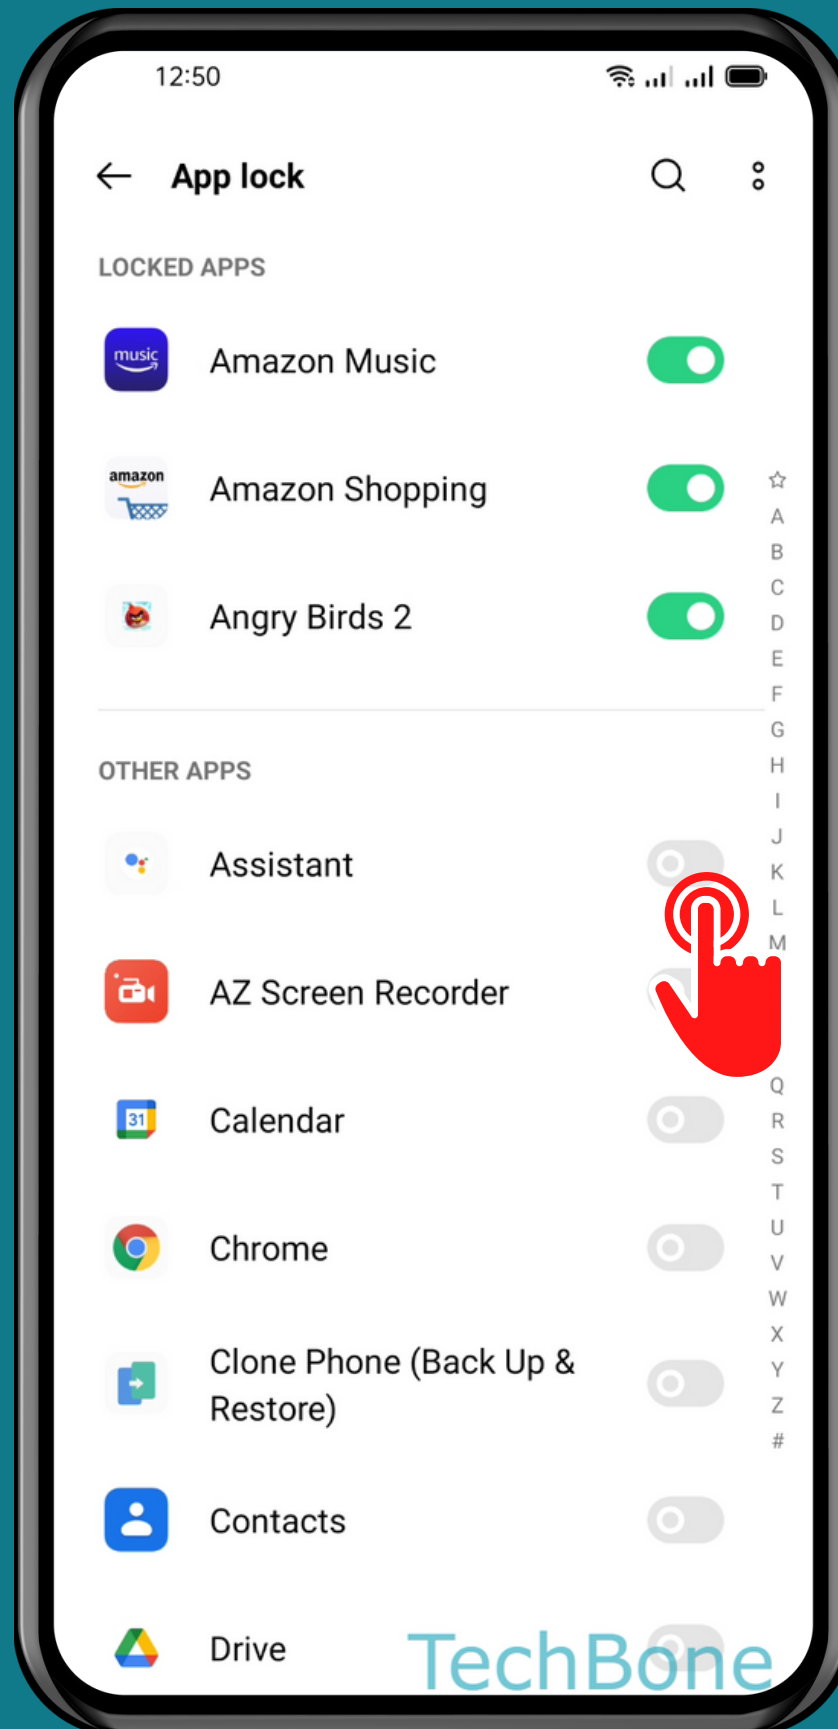 12:50
App lock
LOCKED APPS
music
Amazon Music
amazon
Amazon Shopping
Angry Birds 2
☆
A
B
C
D
E
F
G
H
I
J
K
L
M
Q
R
S
T
U
V
W
X
Y
Z
#
OTHER APPS
Assistant
AZ Screen Recorder
31
Calendar
Chrome
Clone Phone (Back Up &
Restore)
Contacts
Drive
TechBone